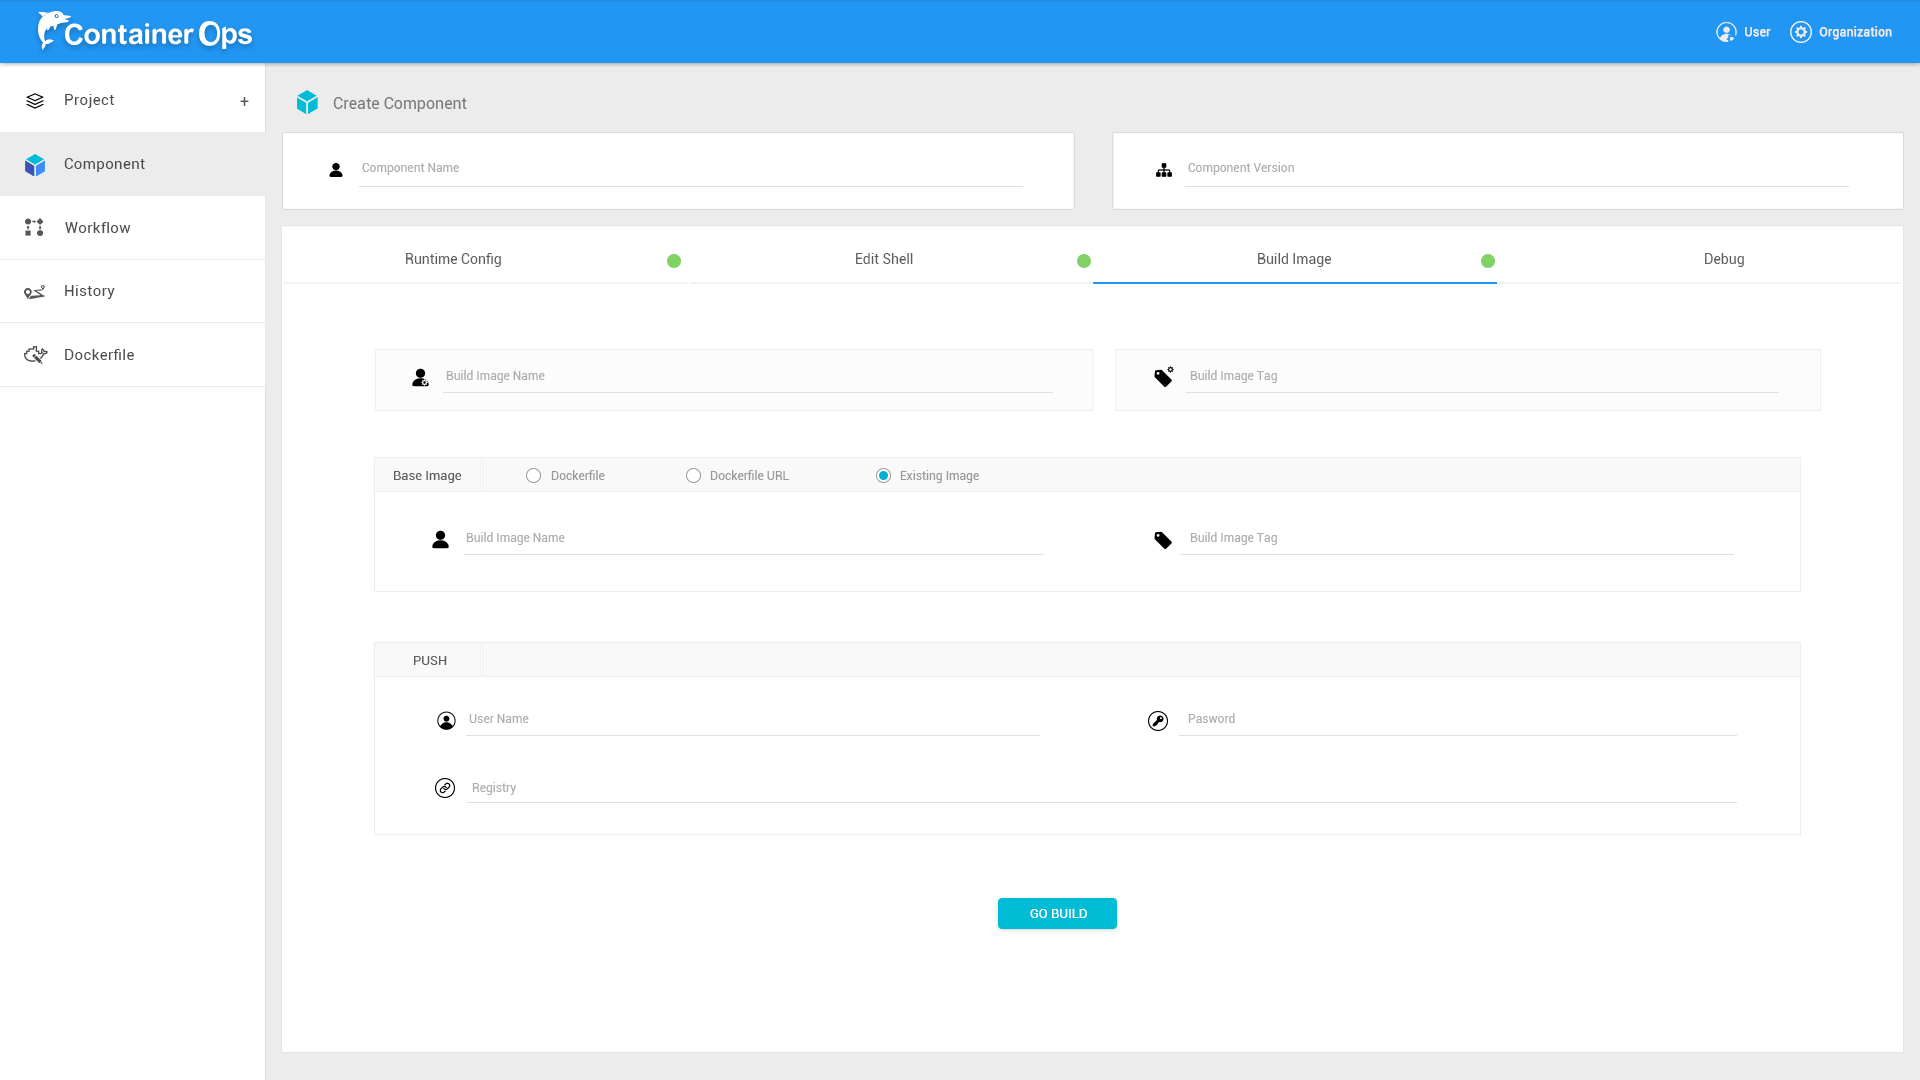 Container Ops
User
Organization
Project +
Component
Workflow
History
Dockerfile
Create Component
Component Name
Component Version
Runtime Config
Edit Shell
Build Image
Debug
Build Image Name
Build Image Tag
Base Image
Dockerfile
Dockerfile URL
Existing Image
Build Image Name
Build Image Tag
PUSH
User Name
Pasword
Registry
GO BUILD